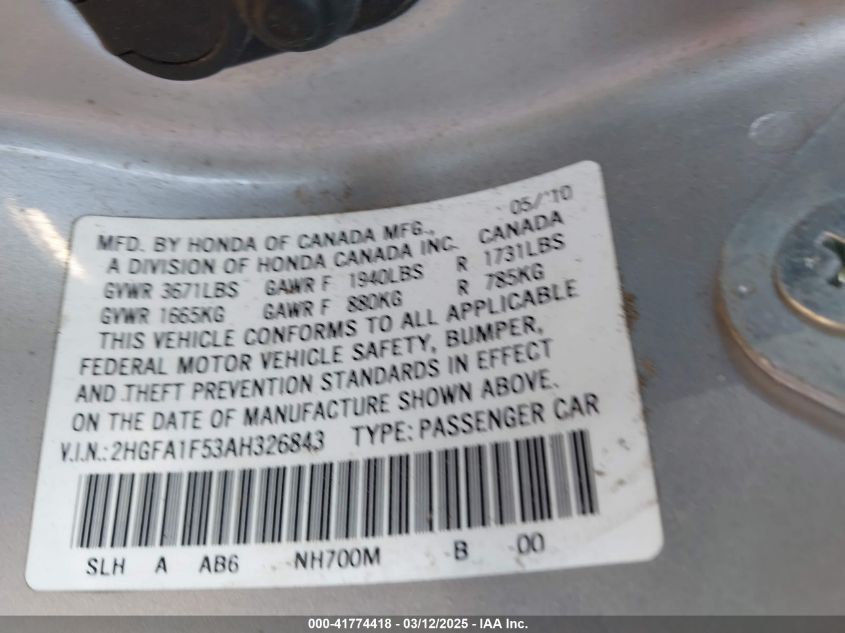 05/'10
MFD. BY HONDA OF CANADA MFG.,
A DIVISION OF HONDA CANADA INC. CANADA
GVWR 3671LBS GAWR F 1940LBS R 1731LBS
GVWR 1665KG GAWR F 880KG R 785KG
THIS VEHICLE CONFORMS TO ALL APPLICABLE
FEDERAL MOTOR VEHICLE SAFETY, BUMPER,
AND THEFT PREVENTION STANDARDS IN EFFECT
ON THE DATE OF MANUFACTURE SHOWN ABOVE.
V.I.N.: 2HGFA1F53AH326843 TYPE: PASSENGER CAR
SLH A AB6 NH700M B 00
000-41774418 - 03/12/2025 - IAA Inc.